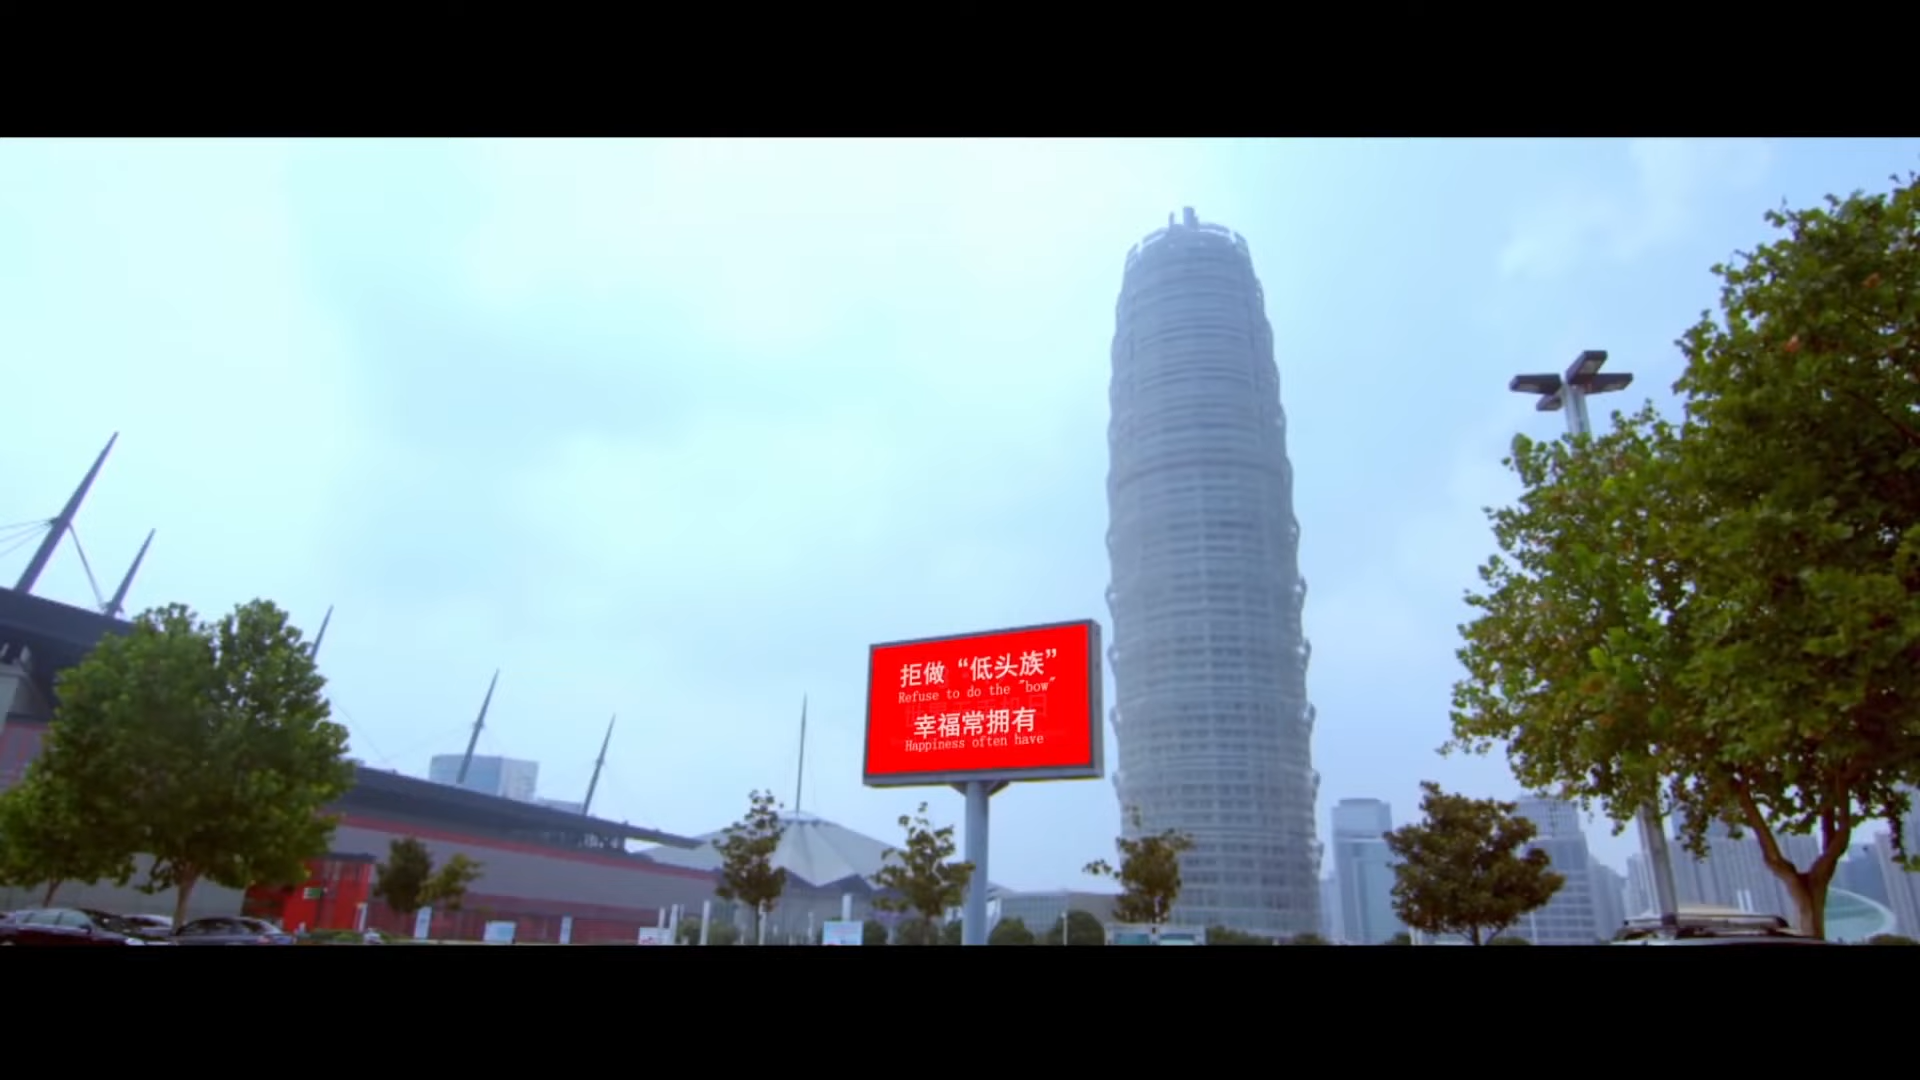 拒做“低头族”
Refuse to do the "bow"
幸福常拥有
Happiness often have